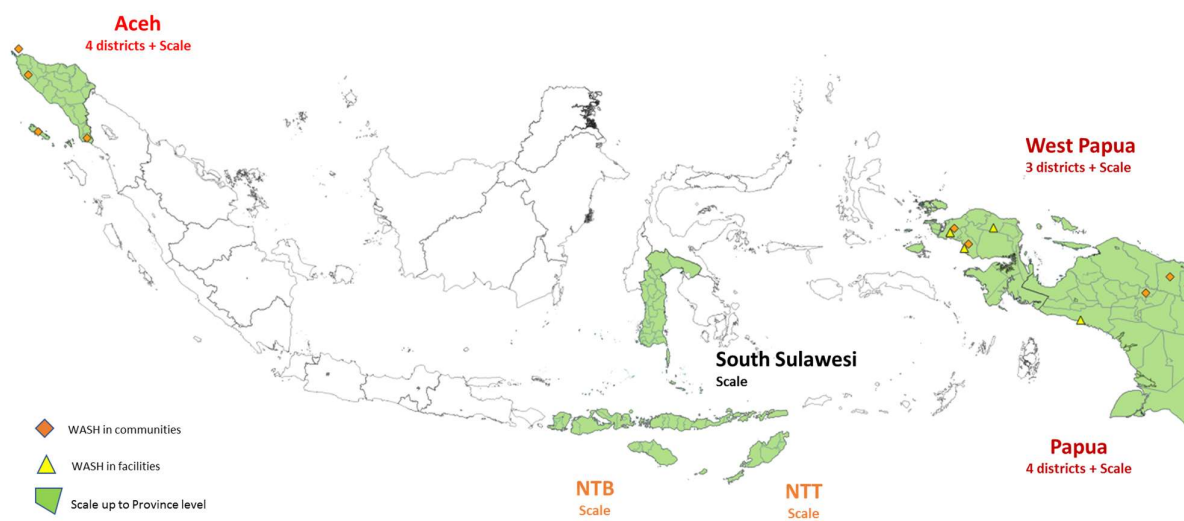 Aceh
4 districts + Scale
West Papua
3 districts + Scale
South Sulawesi
Scale
WASH in communities
WASH in facilities
Scale up to Province level
NTB
Scale
NTT
Scale
Papua
4 districts + Scale